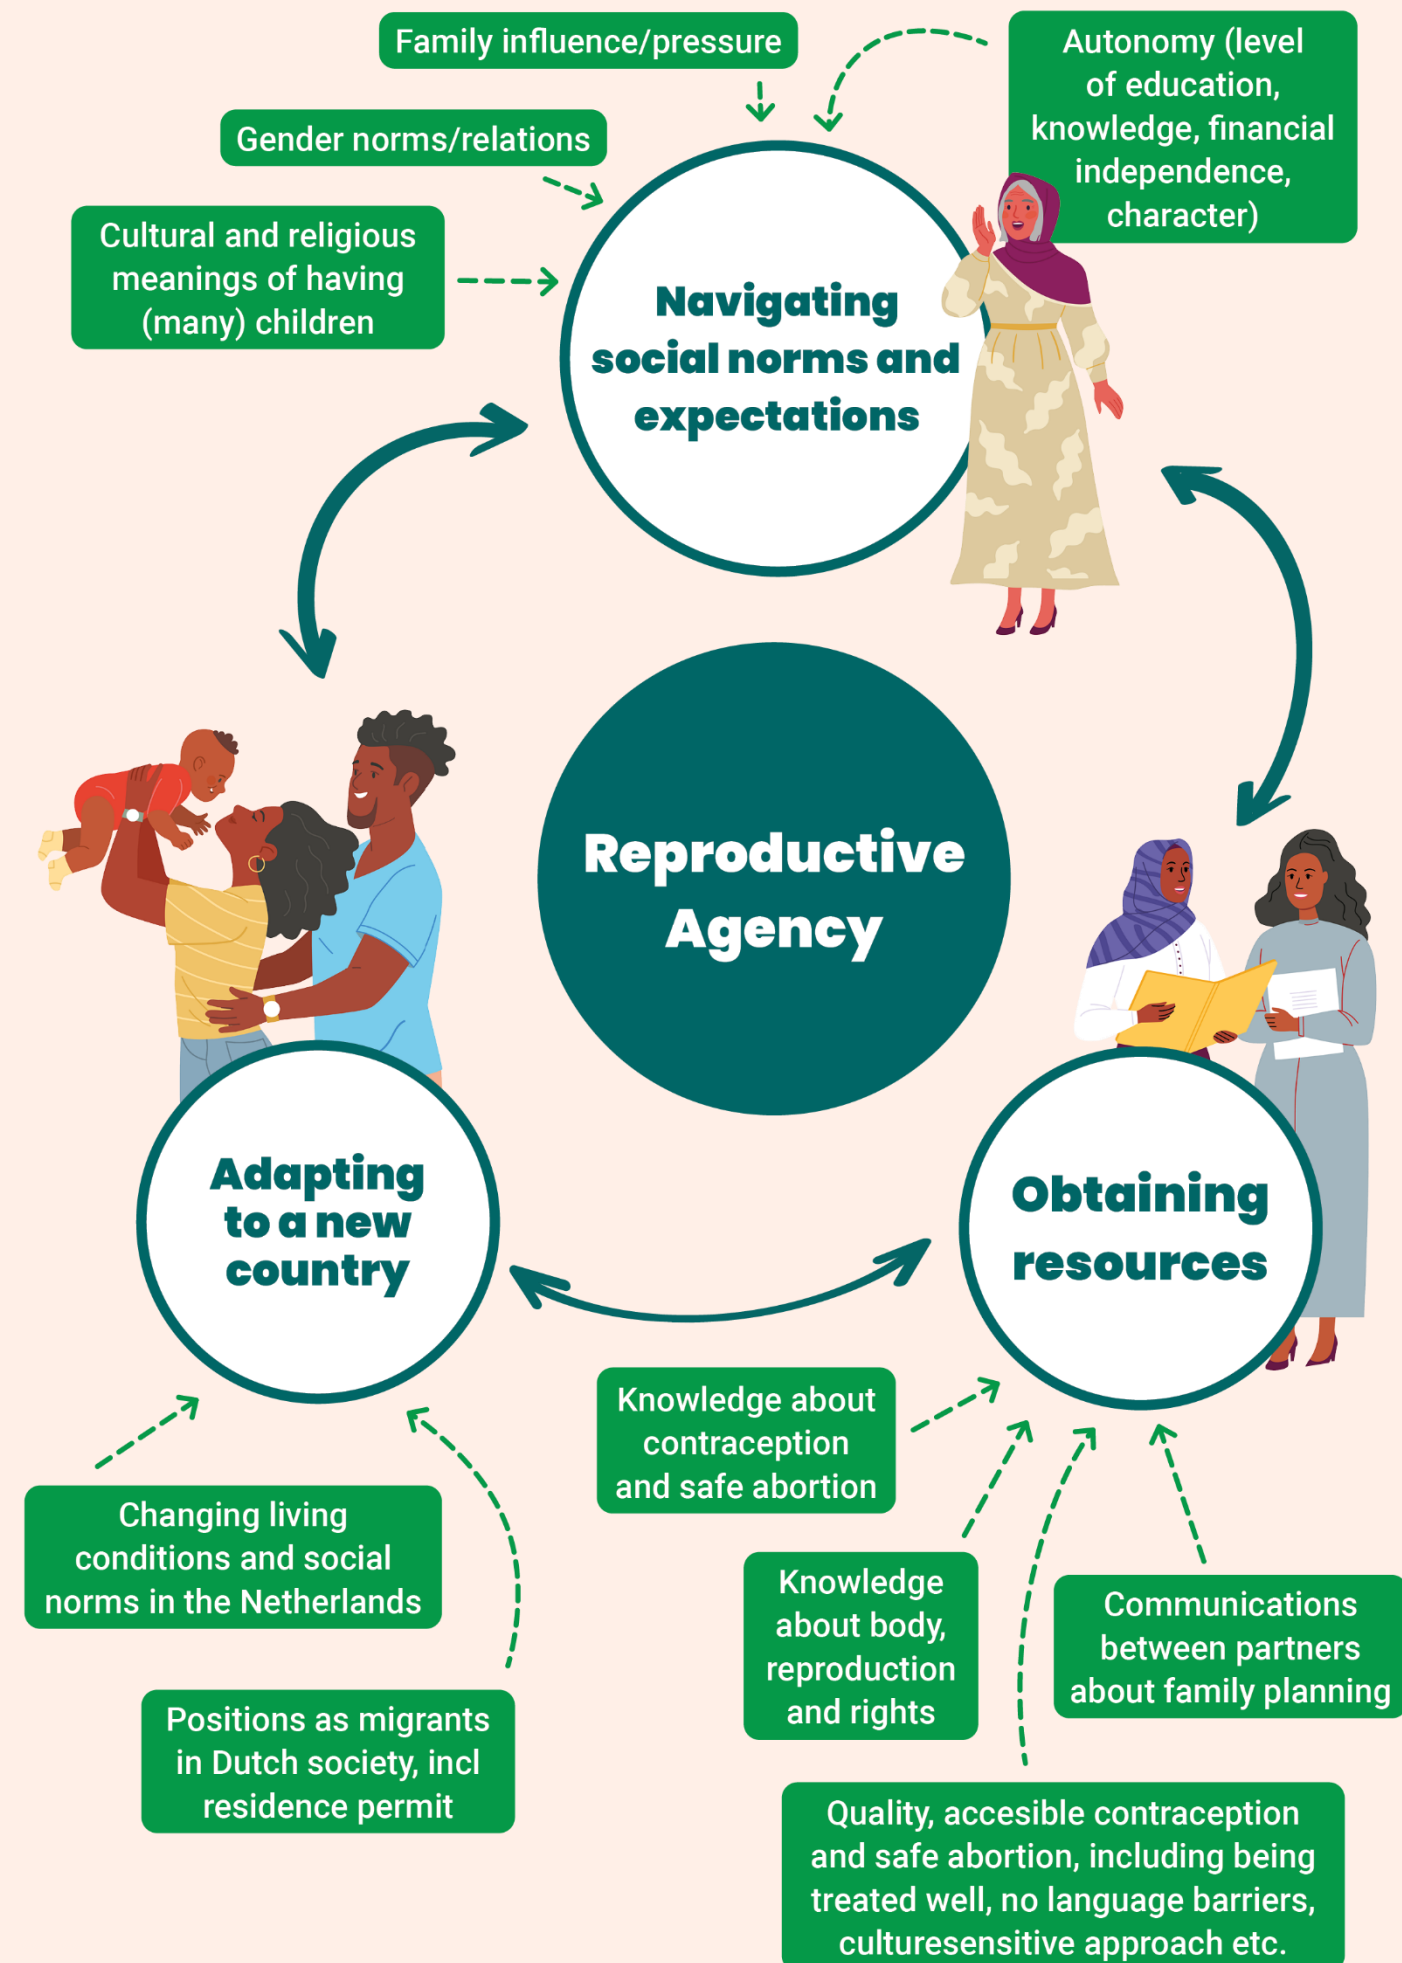 Family influence/pressure
Autonomy (level
of education,
knowledge, financial
independence,
character)
Gender norms/relations
Cultural and religious
meanings of having
(many) children
Navigating
social norms and
expectations
Reproductive
Agency
Adapting
to a new
country
Obtaining
resources
Knowledge about
contraception
and safe abortion
Changing living
conditions and social
norms in the Netherlands
Knowledge
about body,
reproduction
and rights
Communications
between partners
about family planning
Positions as migrants
in Dutch society, incl
residence permit
Quality, accesible contraception
and safe abortion, including being
treated well, no language barriers,
culturesensitive approach etc.